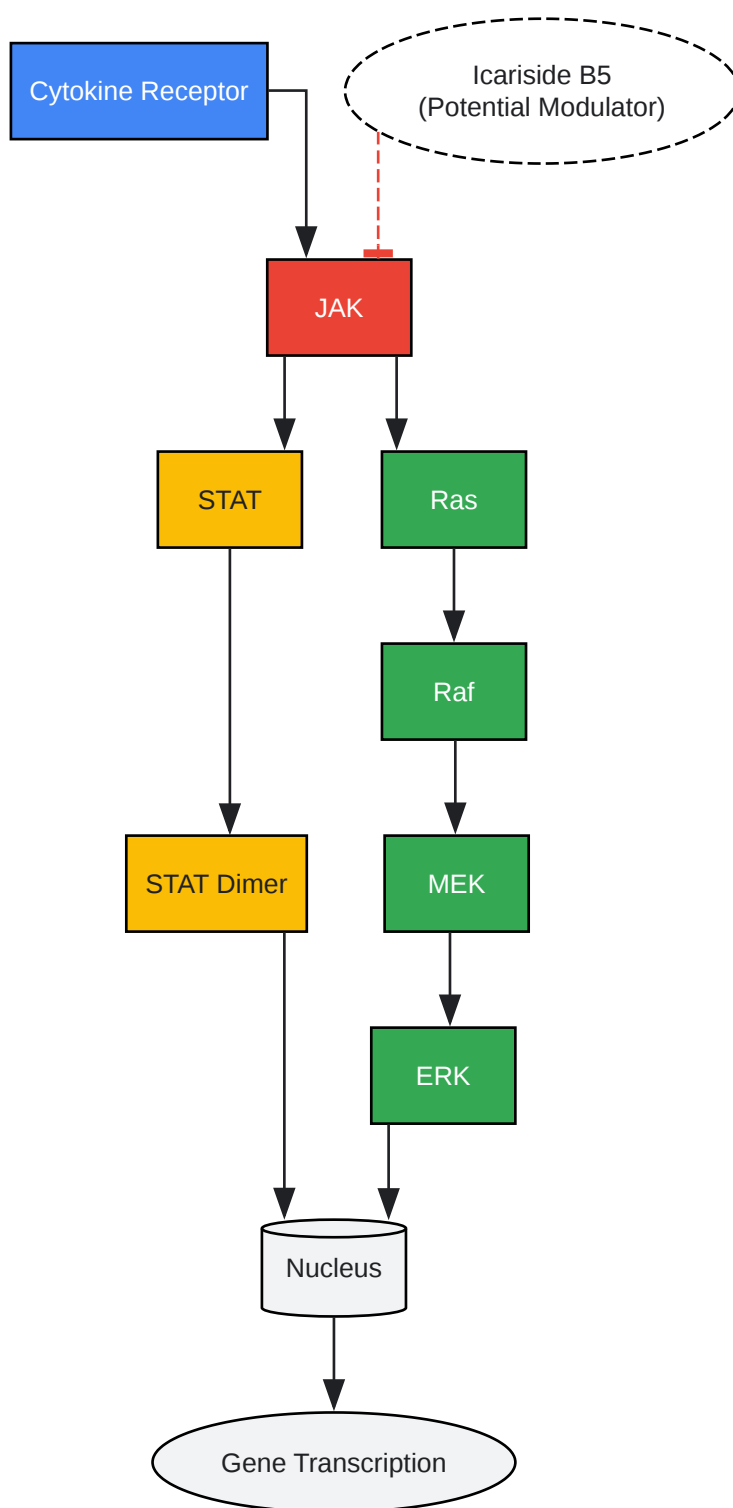 Cytokine Receptor
Icariside B5
(Potential Modulator)
JAK
STAT
Ras
Raf
STAT Dimer
MEK
ERK
Nucleus
Gene Transcription